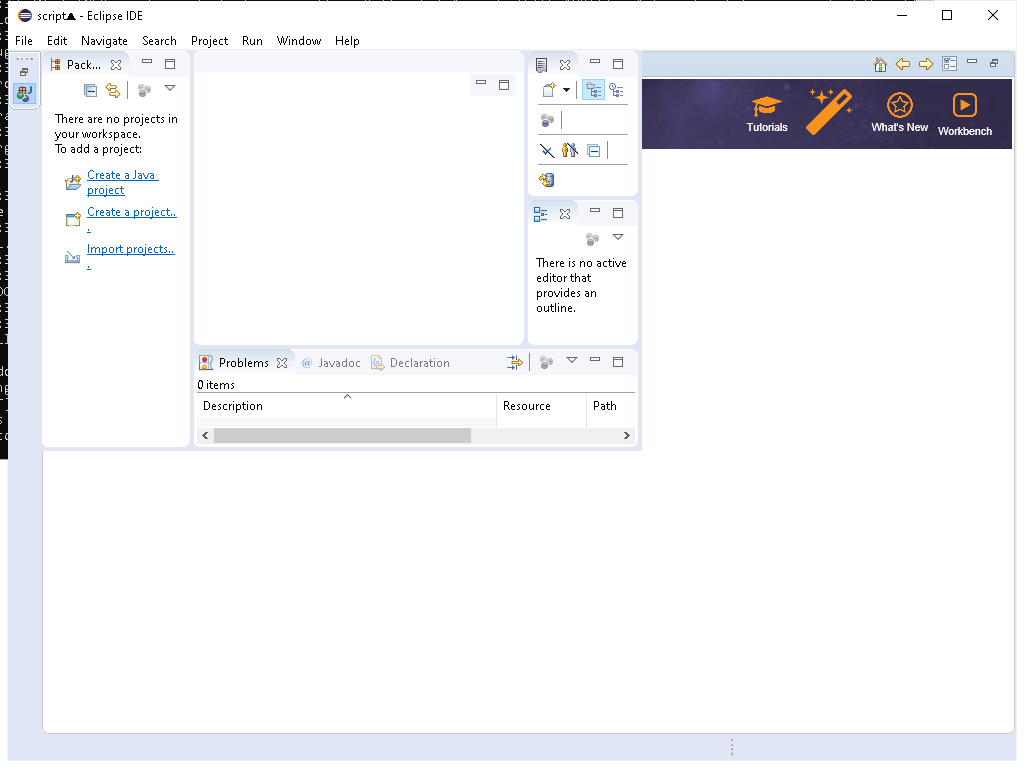 script▲ - Eclipse IDE
File Edit Navigate Search Project Run Window Help
Pack...
There are no projects in
your workspace.
To add a project:
Create a Java
project
Create a project..
.
Import projects..
.
There is no active
editor that
provides an
outline.
Tutorials
What's New
Workbench
Problems
@ Javadoc
Declaration
0 items
Description
Resource
Path